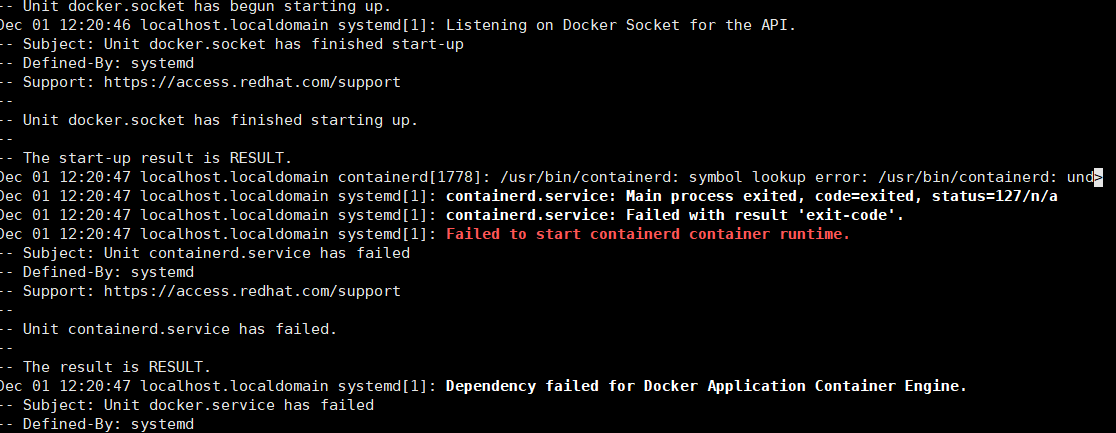 -- Unit docker.socket has begun starting up.
Dec 01 12:20:46 localhost.localdomain systemd[1]: Listening on Docker Socket for the API.
-- Subject: Unit docker.socket has finished start-up
-- Defined-By: systemd
-- Support: https://access.redhat.com/support
--
-- Unit docker.socket has finished starting up.
--
-- The start-up result is RESULT.
Dec 01 12:20:47 localhost.localdomain containerd[1778]: /usr/bin/containerd: symbol lookup error: /usr/bin/containerd: und>
Dec 01 12:20:47 localhost.localdomain systemd[1]: containerd.service: Main process exited, code=exited, status=127/n/a
Dec 01 12:20:47 localhost.localdomain systemd[1]: containerd.service: Failed with result 'exit-code'.
Dec 01 12:20:47 localhost.localdomain systemd[1]: Failed to start containerd container runtime.
-- Subject: Unit containerd.service has failed
-- Defined-By: systemd
-- Support: https://access.redhat.com/support
--
-- Unit containerd.service has failed.
--
-- The result is RESULT.
Dec 01 12:20:47 localhost.localdomain systemd[1]: Dependency failed for Docker Application Container Engine.
-- Subject: Unit docker.service has failed
-- Defined-By: systemd